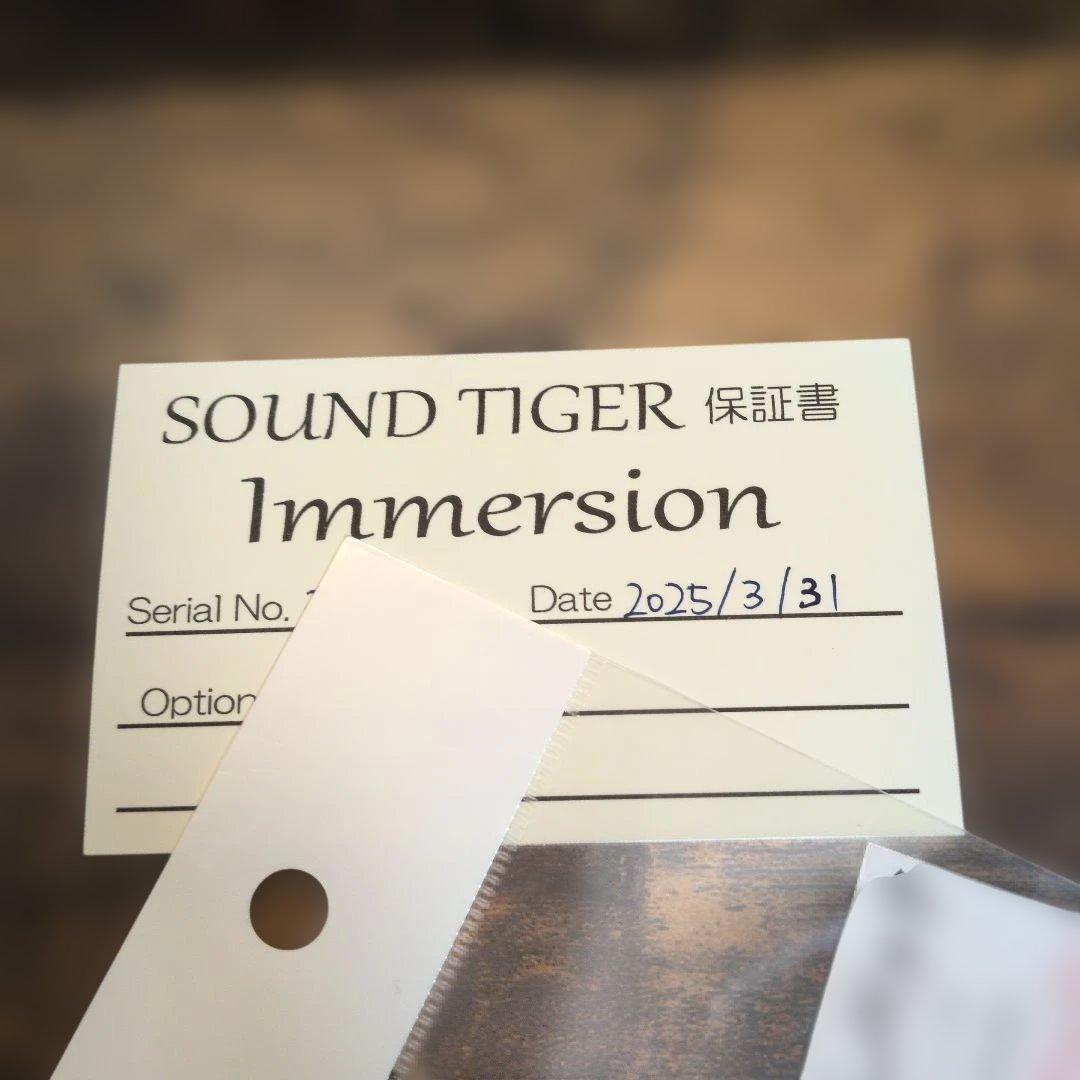 SOUND TIGER 保証書
Immersion
Serial No.
Date 2025/3/31
Option